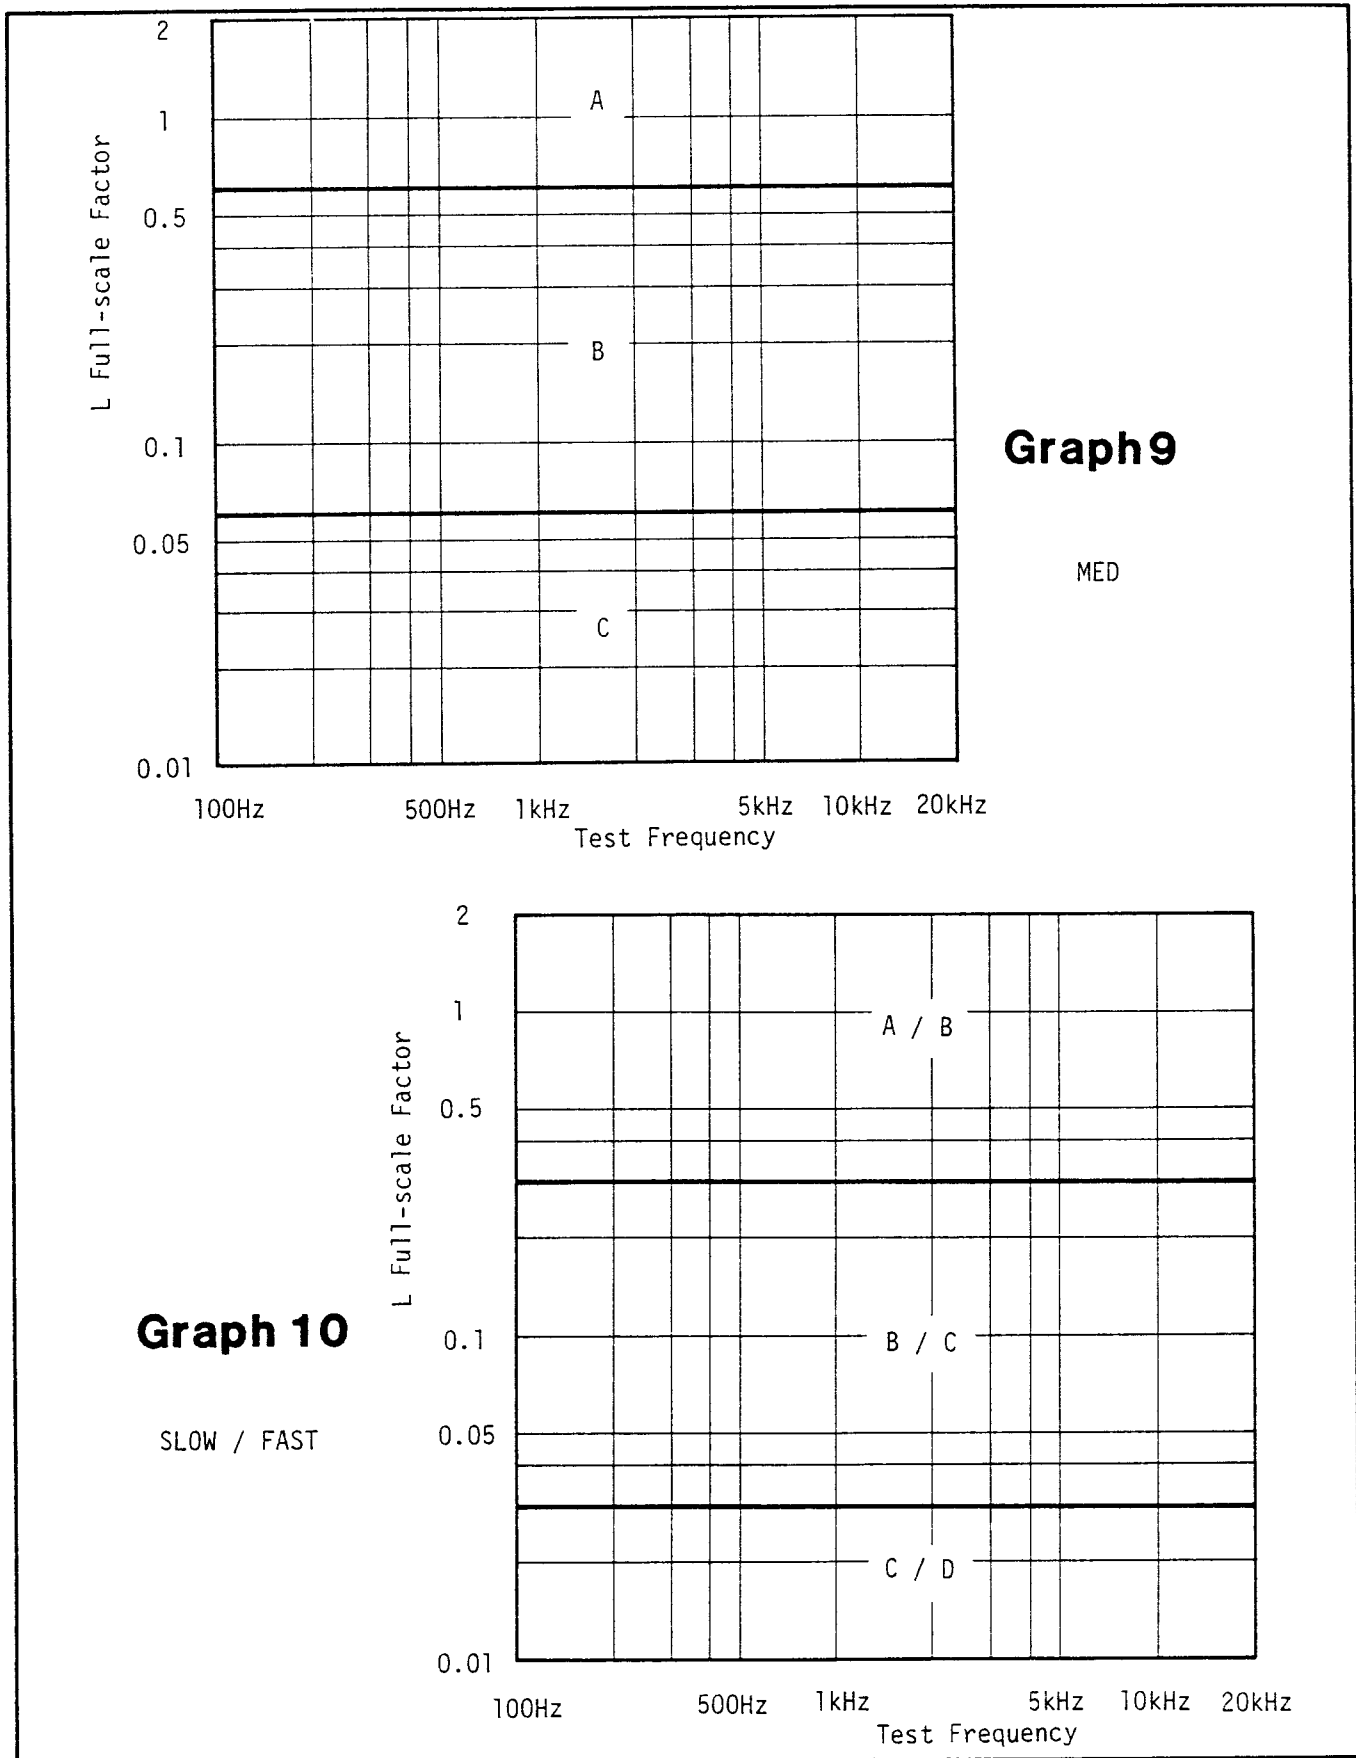 2
1
0.5
0.1
0.05
0.01
L Full-scale Factor
A
B
C
100Hz 500Hz 1kHz 5kHz 10kHz 20kHz
Test Frequency
Graph 9
MED
2
1
0.5
0.1
0.05
0.01
L Full-scale Factor
A / B
B / C
C / D
100Hz 500Hz 1kHz 5kHz 10kHz 20kHz
Test Frequency
Graph 10
SLOW / FAST